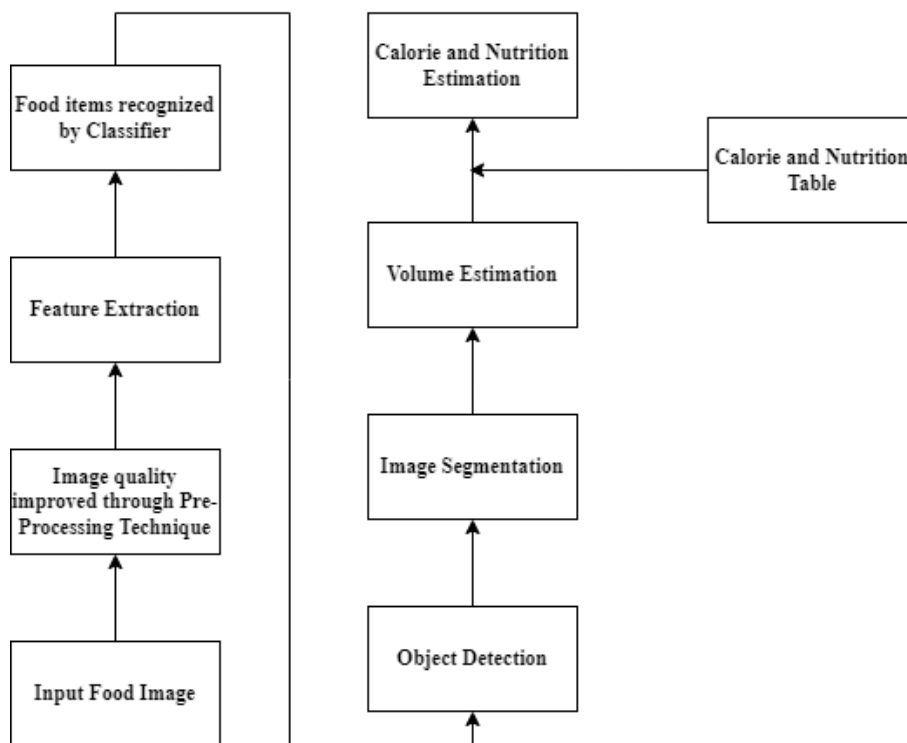 Calorie and Nutrition
Estimation
Food items recognized
by Classifier
Calorie and Nutrition
Table
Volume Estimation
Feature Extraction
Image Segmentation
Image quality
improved through Pre-
Processing Technique
Object Detection
Input Food Image